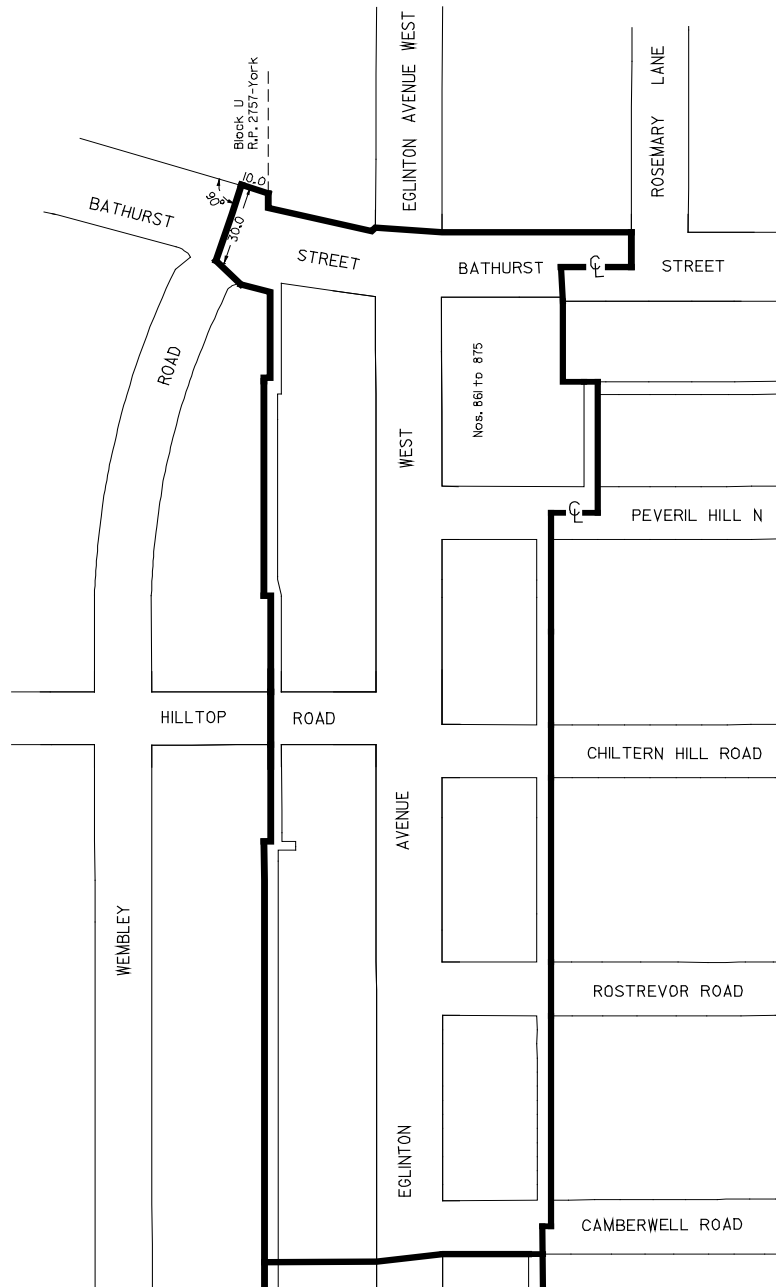 EGLINTON AVENUE WEST
ROSEMARY LANE
Block U
R.P. 2757-York
10.0
90°
30.0
BATHURST
STREET
BATHURST
℄
STREET
ROAD
Nos. 861 to 875
WEST
℄
PEVERIL HILL N
HILLTOP ROAD
CHILTERN HILL ROAD
AVENUE
WEMBLEY
ROSTREVOR ROAD
EGLINTON
CAMBERWELL ROAD